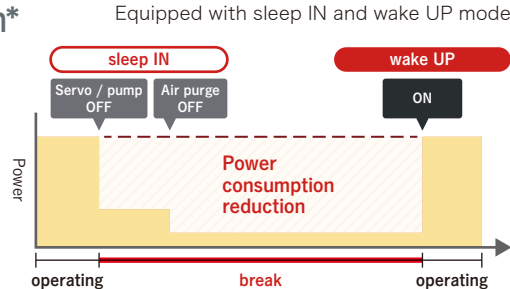 n*
Equipped with sleep IN and wake UP mode
sleep IN
wake UP
Servo / pump
OFF
Air purge
OFF
ON
Power
Power
consumption
reduction
operating
break
operating